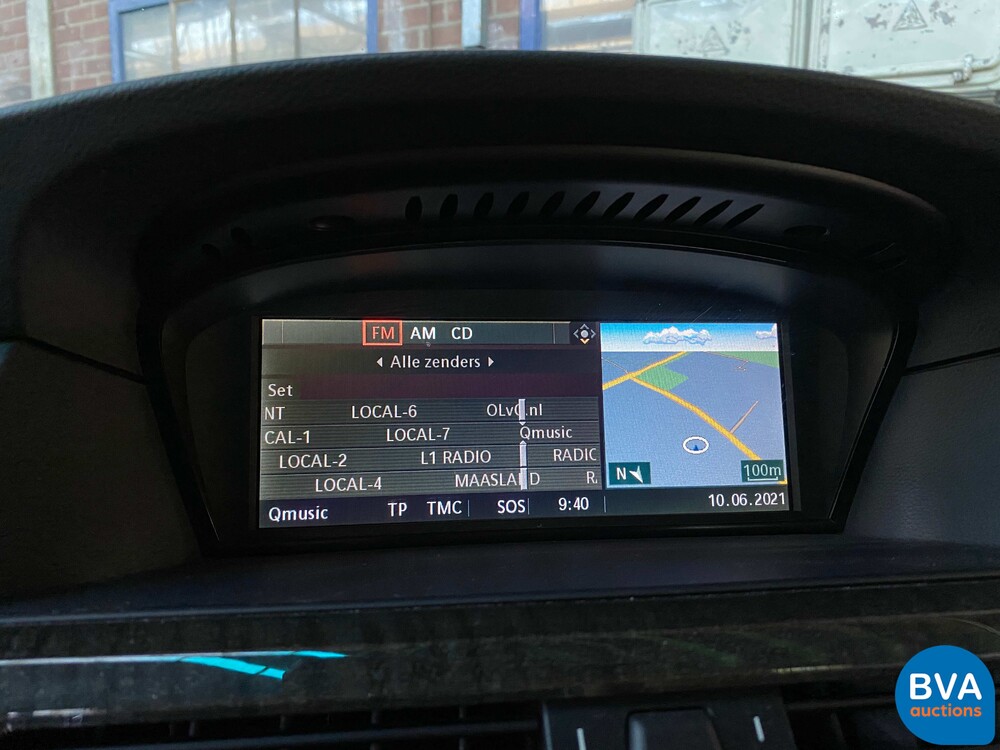 FM AM CD
Alle zenders
Set
NT LOCAL-6 OLvG.nl
CAL-1 LOCAL-7 Qmusic
LOCAL-2 L1 RADIO RADIO
LOCAL-4 MAASLAND R
Qmusic TP TMC SOS 9:40
N 100m
10.06.2021
BVA
auctions